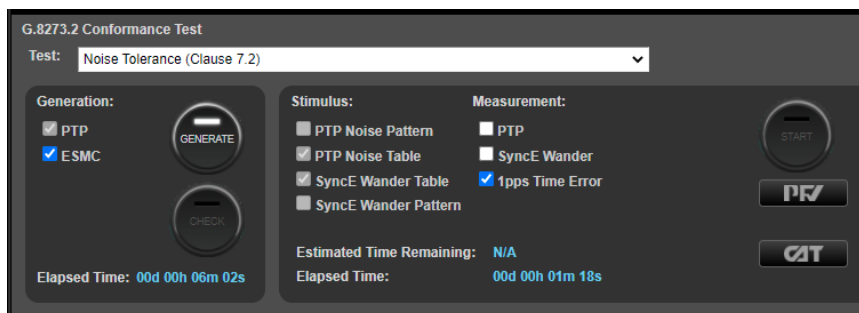 G.8273.2 Conformance Test
Test: Noise Tolerance (Clause 7.2)
Generation:
PTP
ESMC
GENERATE
CHECK
Elapsed Time: 00d 00h 06m 02s
Stimulus:
PTP Noise Pattern
PTP Noise Table
SyncE Wander Table
SyncE Wander Pattern
Measurement:
PTP
SyncE Wander
1pps Time Error
Estimated Time Remaining: N/A
Elapsed Time: 00d 00h 01m 18s
START
PFV
CAT